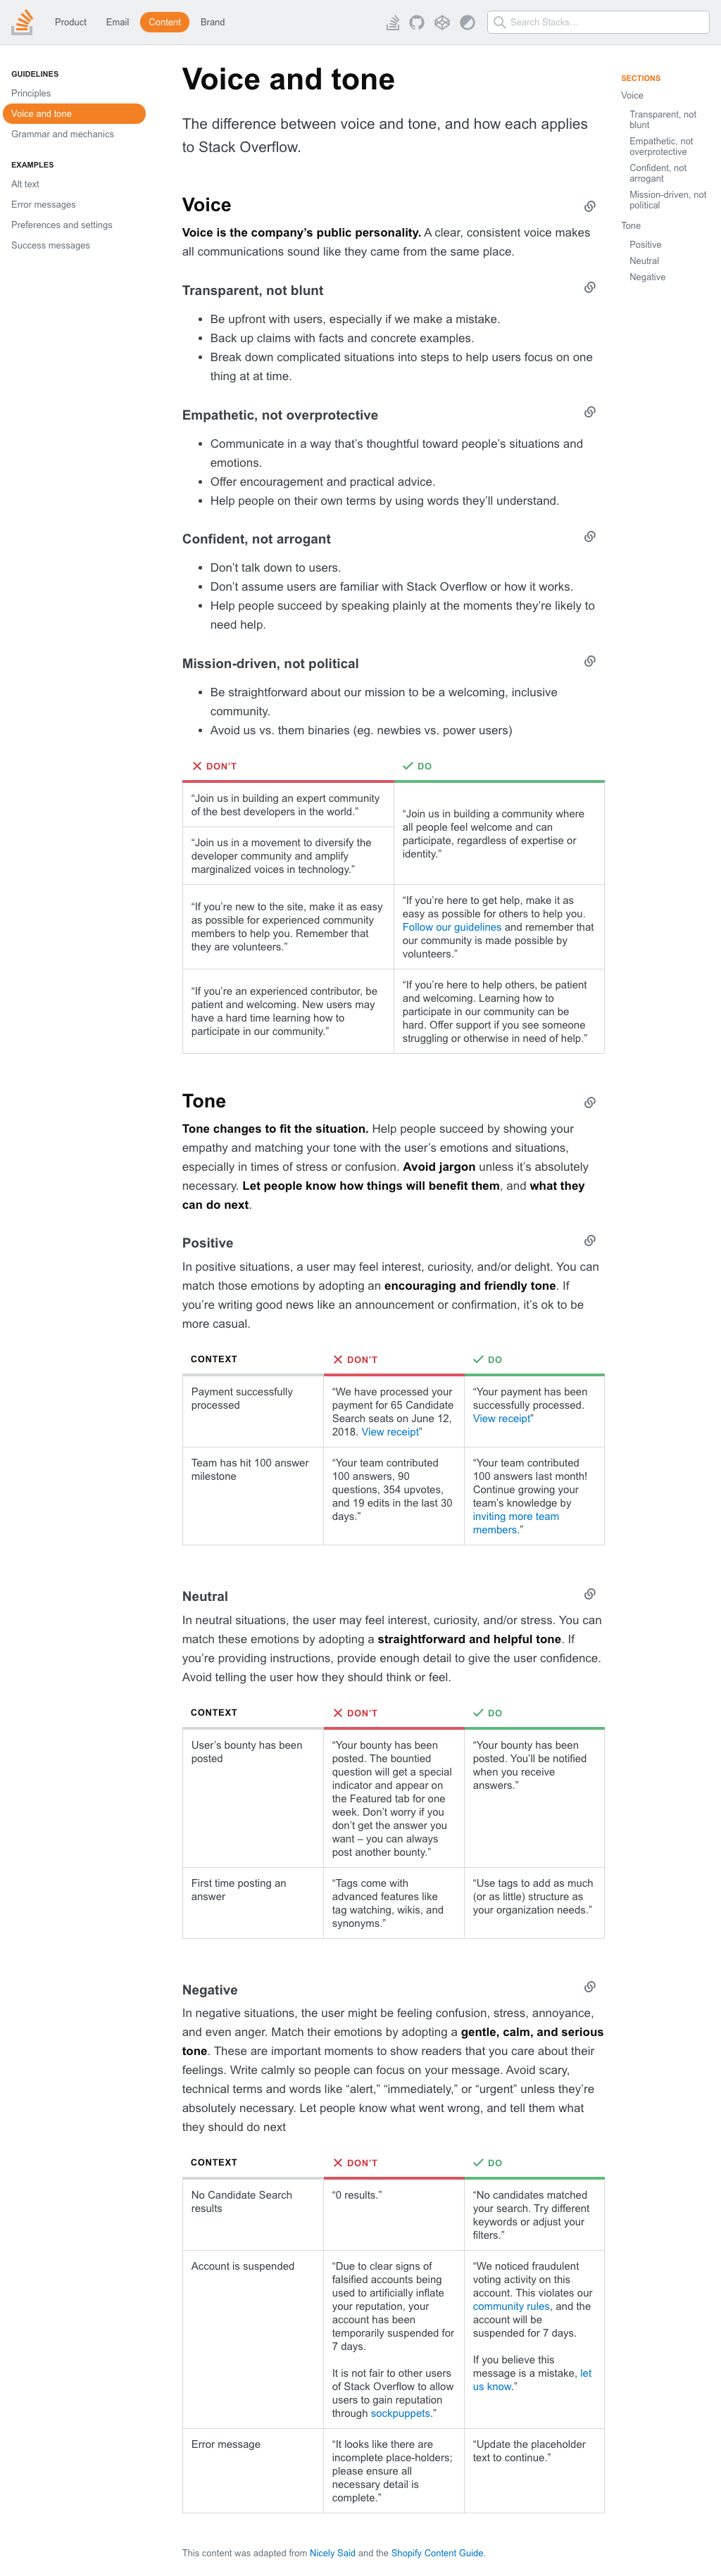 Product Email Content Brand
Search Stacks…
GUIDELINES
Principles
Voice and tone
Grammar and mechanics
EXAMPLES
Alt text
Error messages
Preferences and settings
Success messages
Voice and tone
The difference between voice and tone, and how each applies
to Stack Overflow.
Voice
Voice is the company’s public personality. A clear, consistent voice makes
all communications sound like they came from the same place.
Transparent, not blunt
Be upfront with users, especially if we make a mistake.
Back up claims with facts and concrete examples.
Break down complicated situations into steps to help users focus on one
thing at at time.
Empathetic, not overprotective
Communicate in a way that’s thoughtful toward people’s situations and
emotions.
Offer encouragement and practical advice.
Help people on their own terms by using words they’ll understand.
Confident, not arrogant
Don’t talk down to users.
Don’t assume users are familiar with Stack Overflow or how it works.
Help people succeed by speaking plainly at the moments they’re likely to
need help.
Mission-driven, not political
Be straightforward about our mission to be a welcoming, inclusive
community.
Avoid us vs. them binaries (eg. newbies vs. power users)
DON’T
DO
“Join us in building an expert community
of the best developers in the world.”
“Join us in a movement to diversify the
developer community and amplify
marginalized voices in technology.”
“Join us in building a community where
all people feel welcome and can
participate, regardless of expertise or
identity.”
“If you’re new to the site, make it as easy
as possible for experienced community
members to help you. Remember that
they are volunteers.”
“If you’re here to get help, make it as
easy as possible for others to help you.
Follow our guidelines and remember that
our community is made possible by
volunteers.”
“If you’re an experienced contributor, be
patient and welcoming. New users may
have a hard time learning how to
participate in our community.”
“If you’re here to help others, be patient
and welcoming. Learning how to
participate in our community can be
hard. Offer support if you see someone
struggling or otherwise in need of help.”
Tone
Tone changes to fit the situation. Help people succeed by showing your
empathy and matching your tone with the user’s emotions and situations,
especially in times of stress or confusion. Avoid jargon unless it’s absolutely
necessary. Let people know how things will benefit them, and what they
can do next.
Positive
In positive situations, a user may feel interest, curiosity, and/or delight. You can
match those emotions by adopting an encouraging and friendly tone. If
you’re writing good news like an announcement or confirmation, it’s ok to be
more casual.
CONTEXT
DON’T
DO
Payment successfully
processed
“We have processed your
payment for 65 Candidate
Search seats on June 12,
2018. View receipt”
“Your payment has been
successfully processed.
View receipt”
Team has hit 100 answer
milestone
“Your team contributed
100 answers, 90
questions, 354 upvotes,
and 19 edits in the last 30
days.”
“Your team contributed
100 answers last month!
Continue growing your
team’s knowledge by
inviting more team
members.”
Neutral
In neutral situations, the user may feel interest, curiosity, and/or stress. You can
match these emotions by adopting a straightforward and helpful tone. If
you’re providing instructions, provide enough detail to give the user confidence.
Avoid telling the user how they should think or feel.
CONTEXT
DON’T
DO
User’s bounty has been
posted
“Your bounty has been
posted. The bountied
question will get a special
indicator and appear on
the Featured tab for one
week. Don’t worry if you
don’t get the answer you
want – you can always
post another bounty.”
“Your bounty has been
posted. You’ll be notified
when you receive
answers.”
First time posting an
answer
“Tags come with
advanced features like
tag watching, wikis, and
synonyms.”
“Use tags to add as much
(or as little) structure as
your organization needs.”
Negative
In negative situations, the user might be feeling confusion, stress, annoyance,
and even anger. Match their emotions by adopting a gentle, calm, and serious
tone. These are important moments to show readers that you care about their
feelings. Write calmly so people can focus on your message. Avoid scary,
technical terms and words like “alert,” “immediately,” or “urgent” unless they’re
absolutely necessary. Let people know what went wrong, and tell them what
they should do next
CONTEXT
DON’T
DO
No Candidate Search
results
“0 results.”
“No candidates matched
your search. Try different
keywords or adjust your
filters.”
Account is suspended
“Due to clear signs of
falsified accounts being
used to artificially inflate
your reputation, your
account has been
temporarily suspended for
7 days.
It is not fair to other users
of Stack Overflow to allow
users to gain reputation
through sockpuppets.”
“We noticed fraudulent
voting activity on this
account. This violates our
community rules, and the
account will be
suspended for 7 days.
If you believe this
message is a mistake, let
us know.”
Error message
“It looks like there are
incomplete place-holders;
please ensure all
necessary detail is
complete.”
“Update the placeholder
text to continue.”
This content was adapted from Nicely Said and the Shopify Content Guide.
SECTIONS
Voice
Transparent, not
blunt
Empathetic, not
overprotective
Confident, not
arrogant
Mission-driven, not
political
Tone
Positive
Neutral
Negative